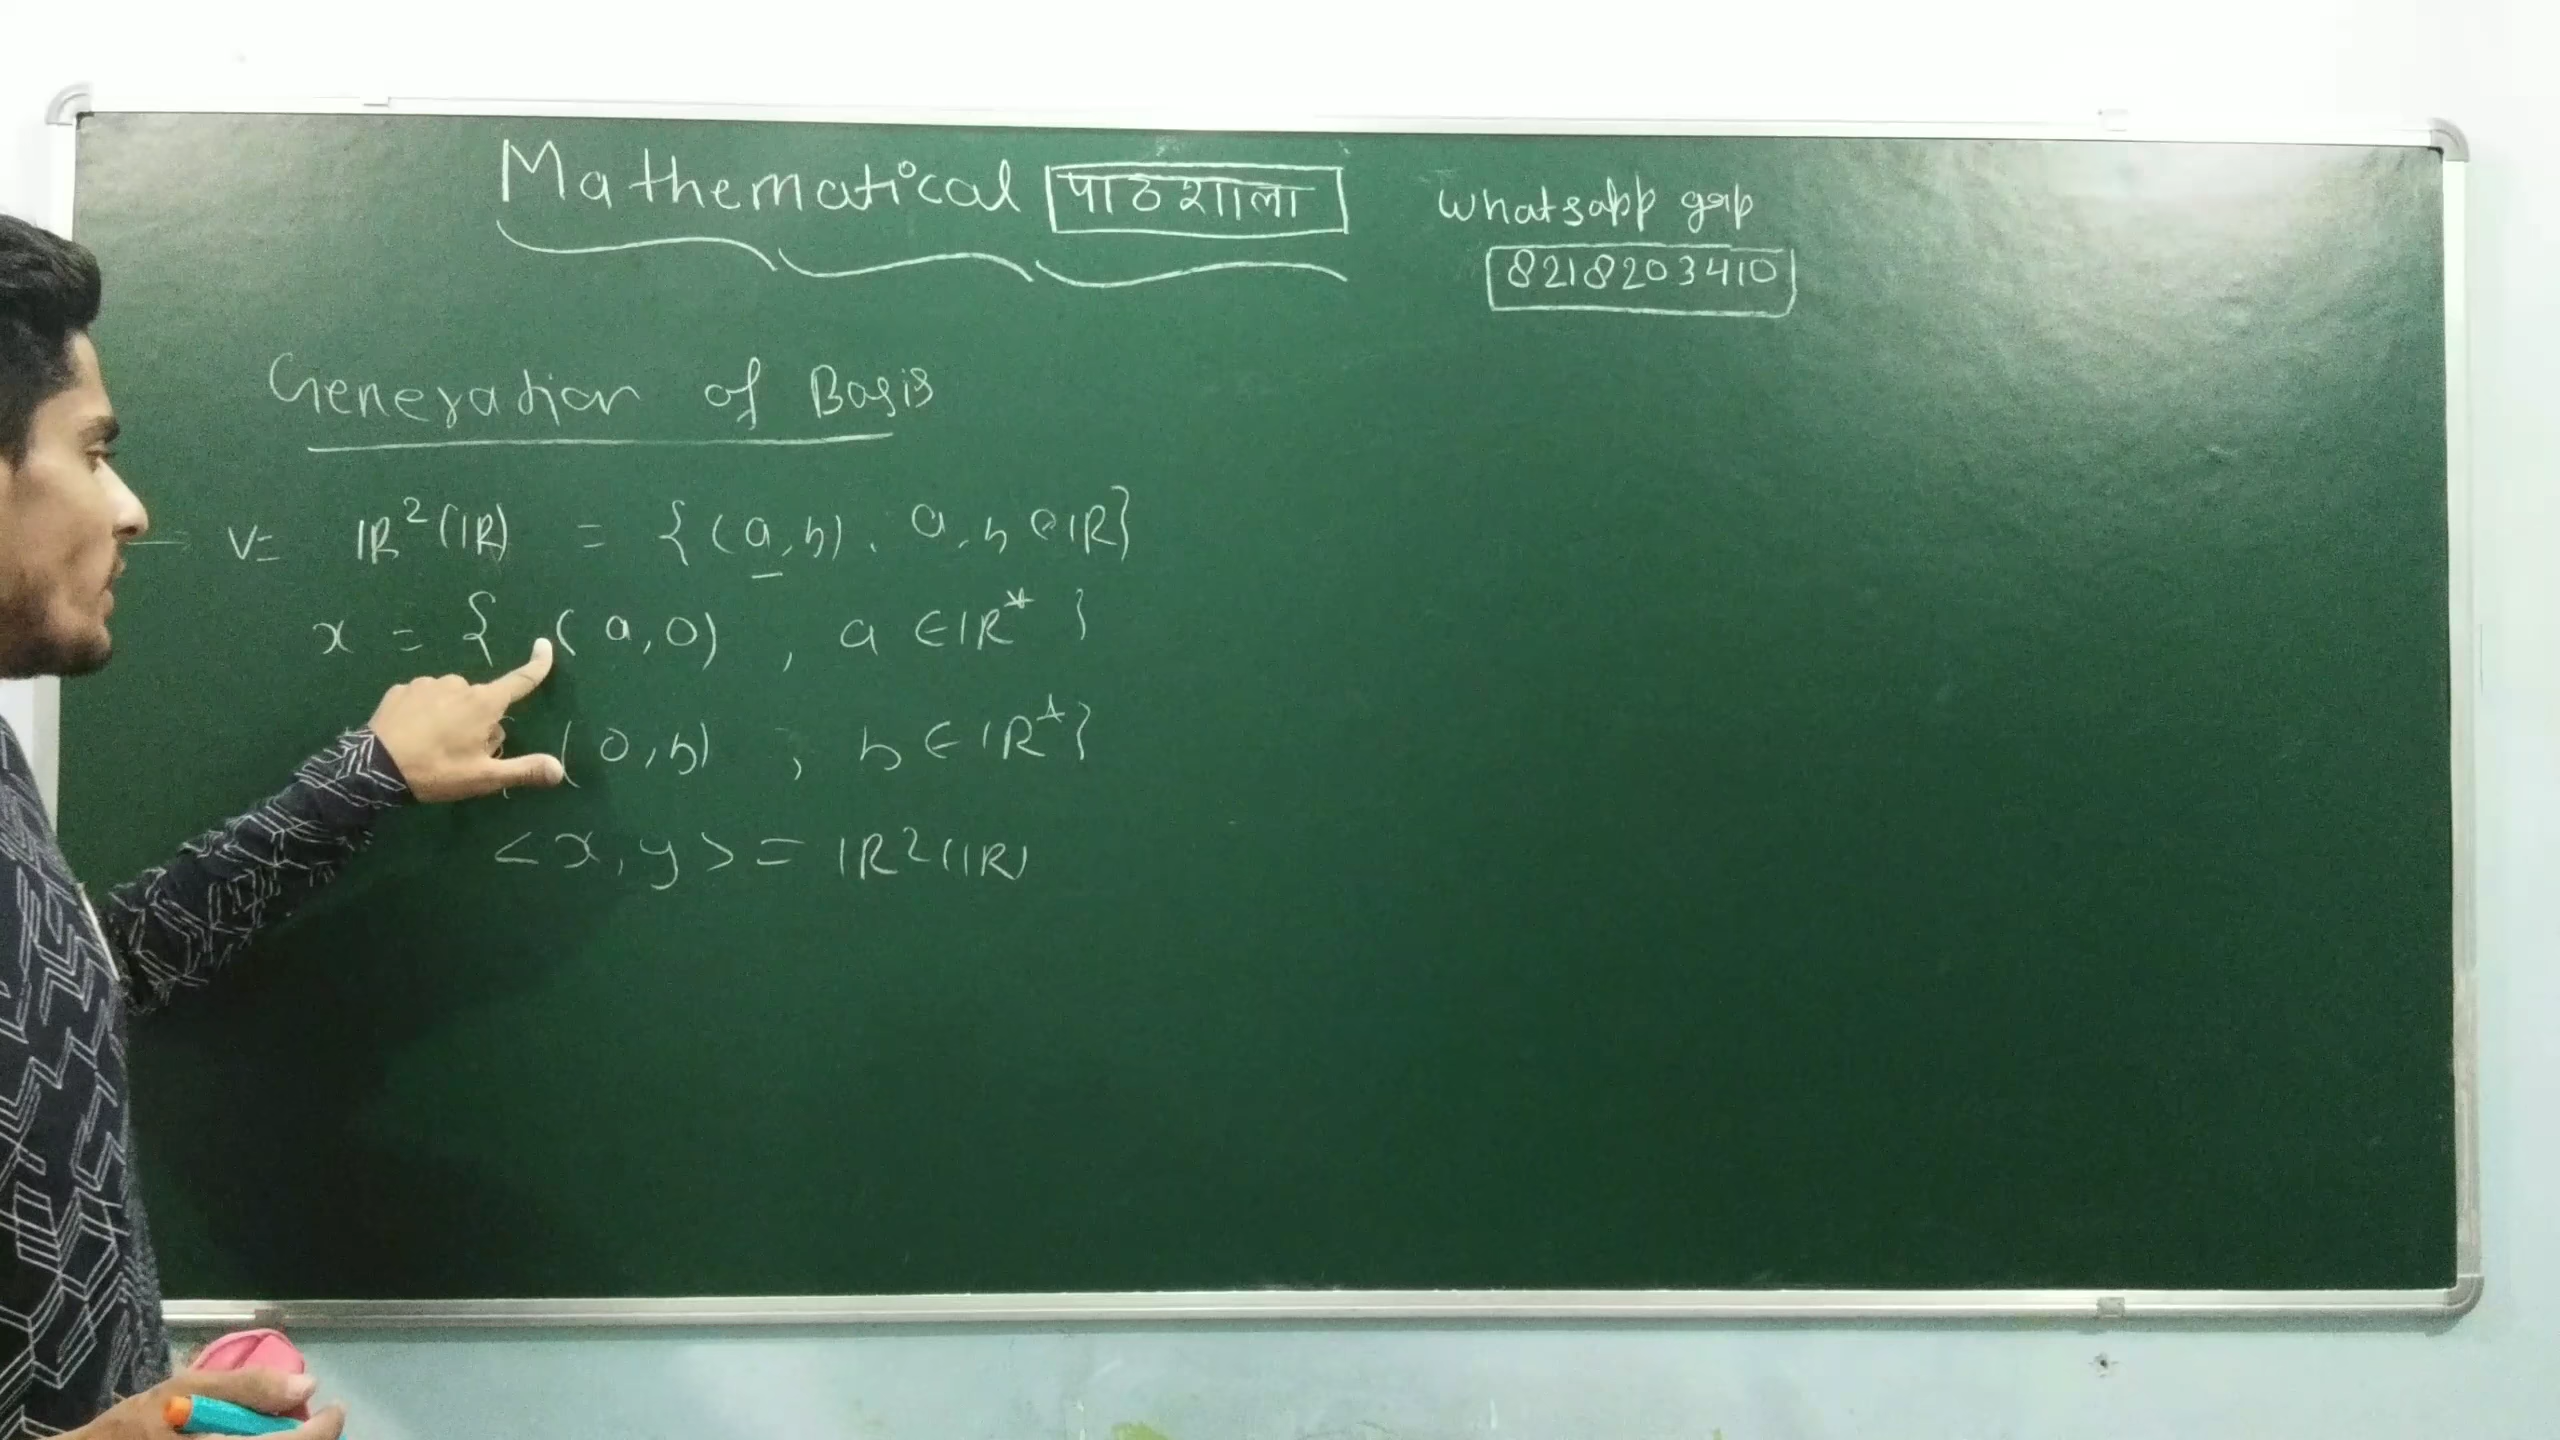 Mathematical पाठशाला
Whatsapp grp
8218203410
Generation of Basis
V= IR²(IR) = {(a,b), a,b ∈ IR}
x = { (a,0) , a ∈ IR* }
(0,b) , b ∈ IR* }
<x,y> = IR²(IR)